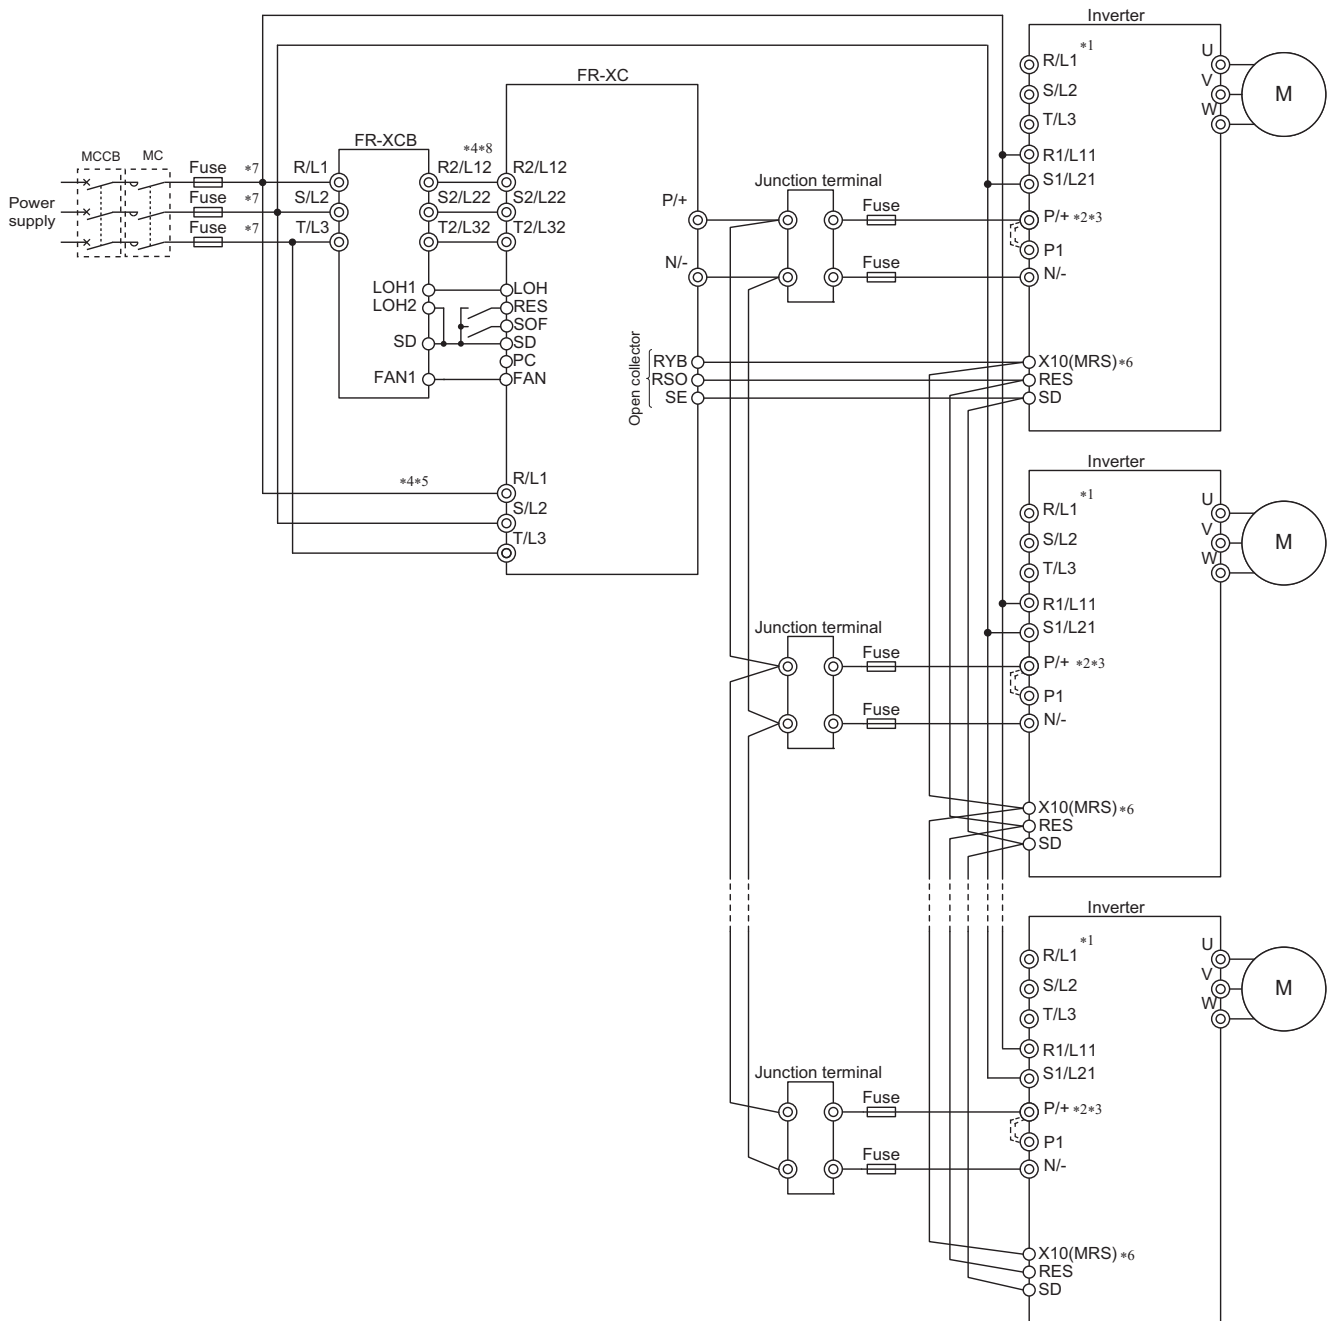 Inverter
R/L1 *1
S/L2
T/L3
R1/L11
S1/L21
P/+ *2*3
P1
N/-
X10(MRS)*6
RES
SD
U
V
W
M
FR-XC
R2/L12
S2/L22
T2/L32
LOH
RES
SOF
SD
PC
FAN
R/L1
S/L2
T/L3
P/+
N/-
Open collector
RYB
RSO
SE
FR-XCB
R/L1
S/L2
T/L3
R2/L12
S2/L22
T2/L32
*4*8
LOH1
LOH2
SD
FAN1
*4*5
MCCB
MC
Fuse *7
Fuse *7
Fuse *7
Power
supply
Junction terminal
Fuse
Fuse
Inverter
R/L1 *1
S/L2
T/L3
R1/L11
S1/L21
P/+ *2*3
P1
N/-
X10(MRS)*6
RES
SD
U
V
W
M
Junction terminal
Fuse
Fuse
Inverter
R/L1 *1
S/L2
T/L3
R1/L11
S1/L21
P/+ *2*3
P1
N/-
X10(MRS)*6
RES
SD
U
V
W
M
Junction terminal
Fuse
Fuse